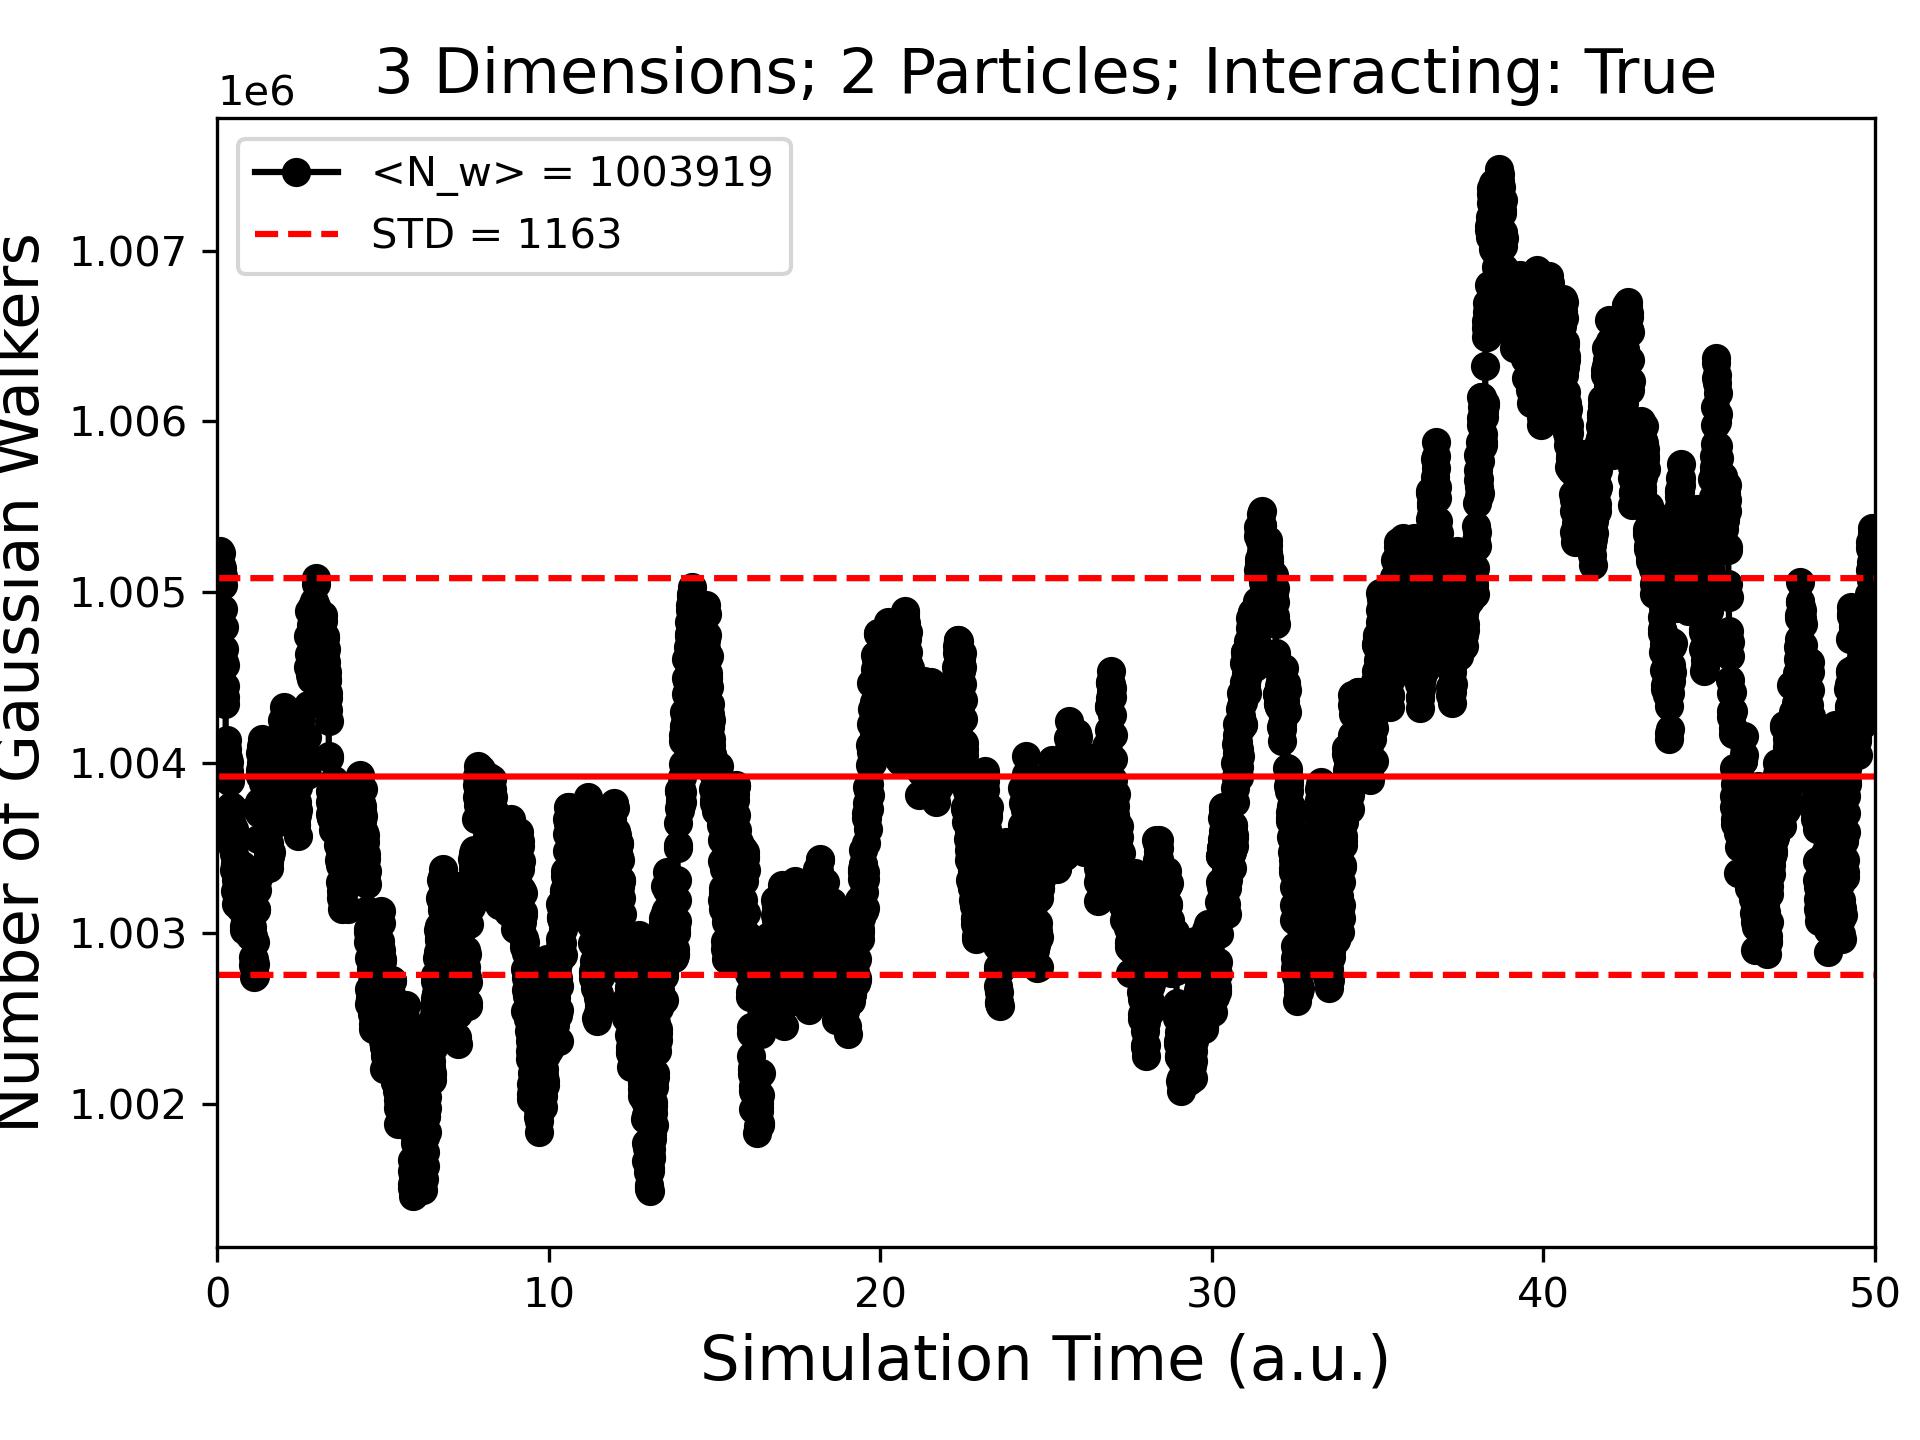 3 Dimensions; 2 Particles; Interacting: True
1e6
<N_w> = 1003919
STD = 1163
Number of Gaussian Walkers
1.007
1.006
1.005
1.004
1.003
1.002
0 10 20 30 40 50
Simulation Time (a.u.)